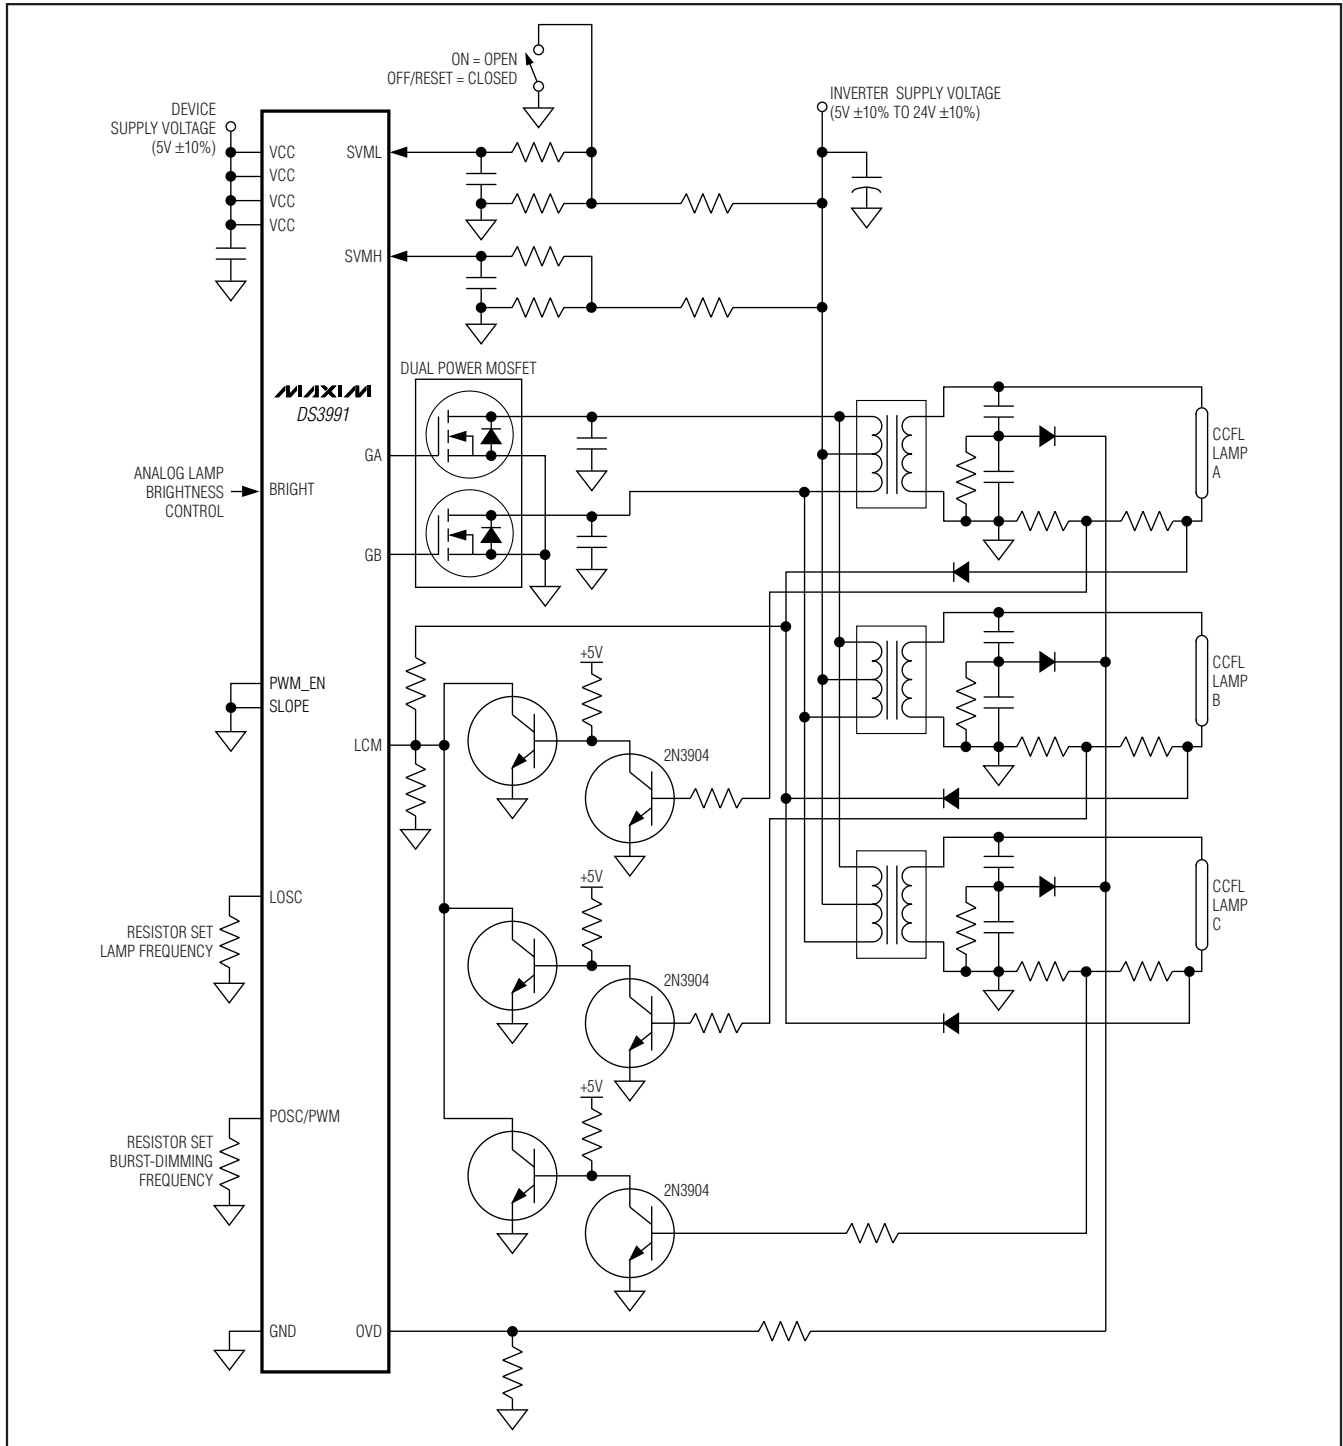 ON = OPEN
OFF/RESET = CLOSED
INVERTER SUPPLY VOLTAGE
(5V ±10% TO 24V ±10%)
DEVICE
SUPPLY VOLTAGE
(5V ±10%)
VCC
VCC
VCC
VCC
SVML
SVMH
DUAL POWER MOSFET
MAXIM
DS3991
GA
GB
ANALOG LAMP
BRIGHTNESS
CONTROL
BRIGHT
CCFL
LAMP
A
+5V
PWM_EN
SLOPE
LCM
2N3904
CCFL
LAMP
B
+5V
LOSC
RESISTOR SET
LAMP FREQUENCY
2N3904
CCFL
LAMP
C
+5V
POSC/PWM
RESISTOR SET
BURST-DIMMING
FREQUENCY
2N3904
GND
OVD